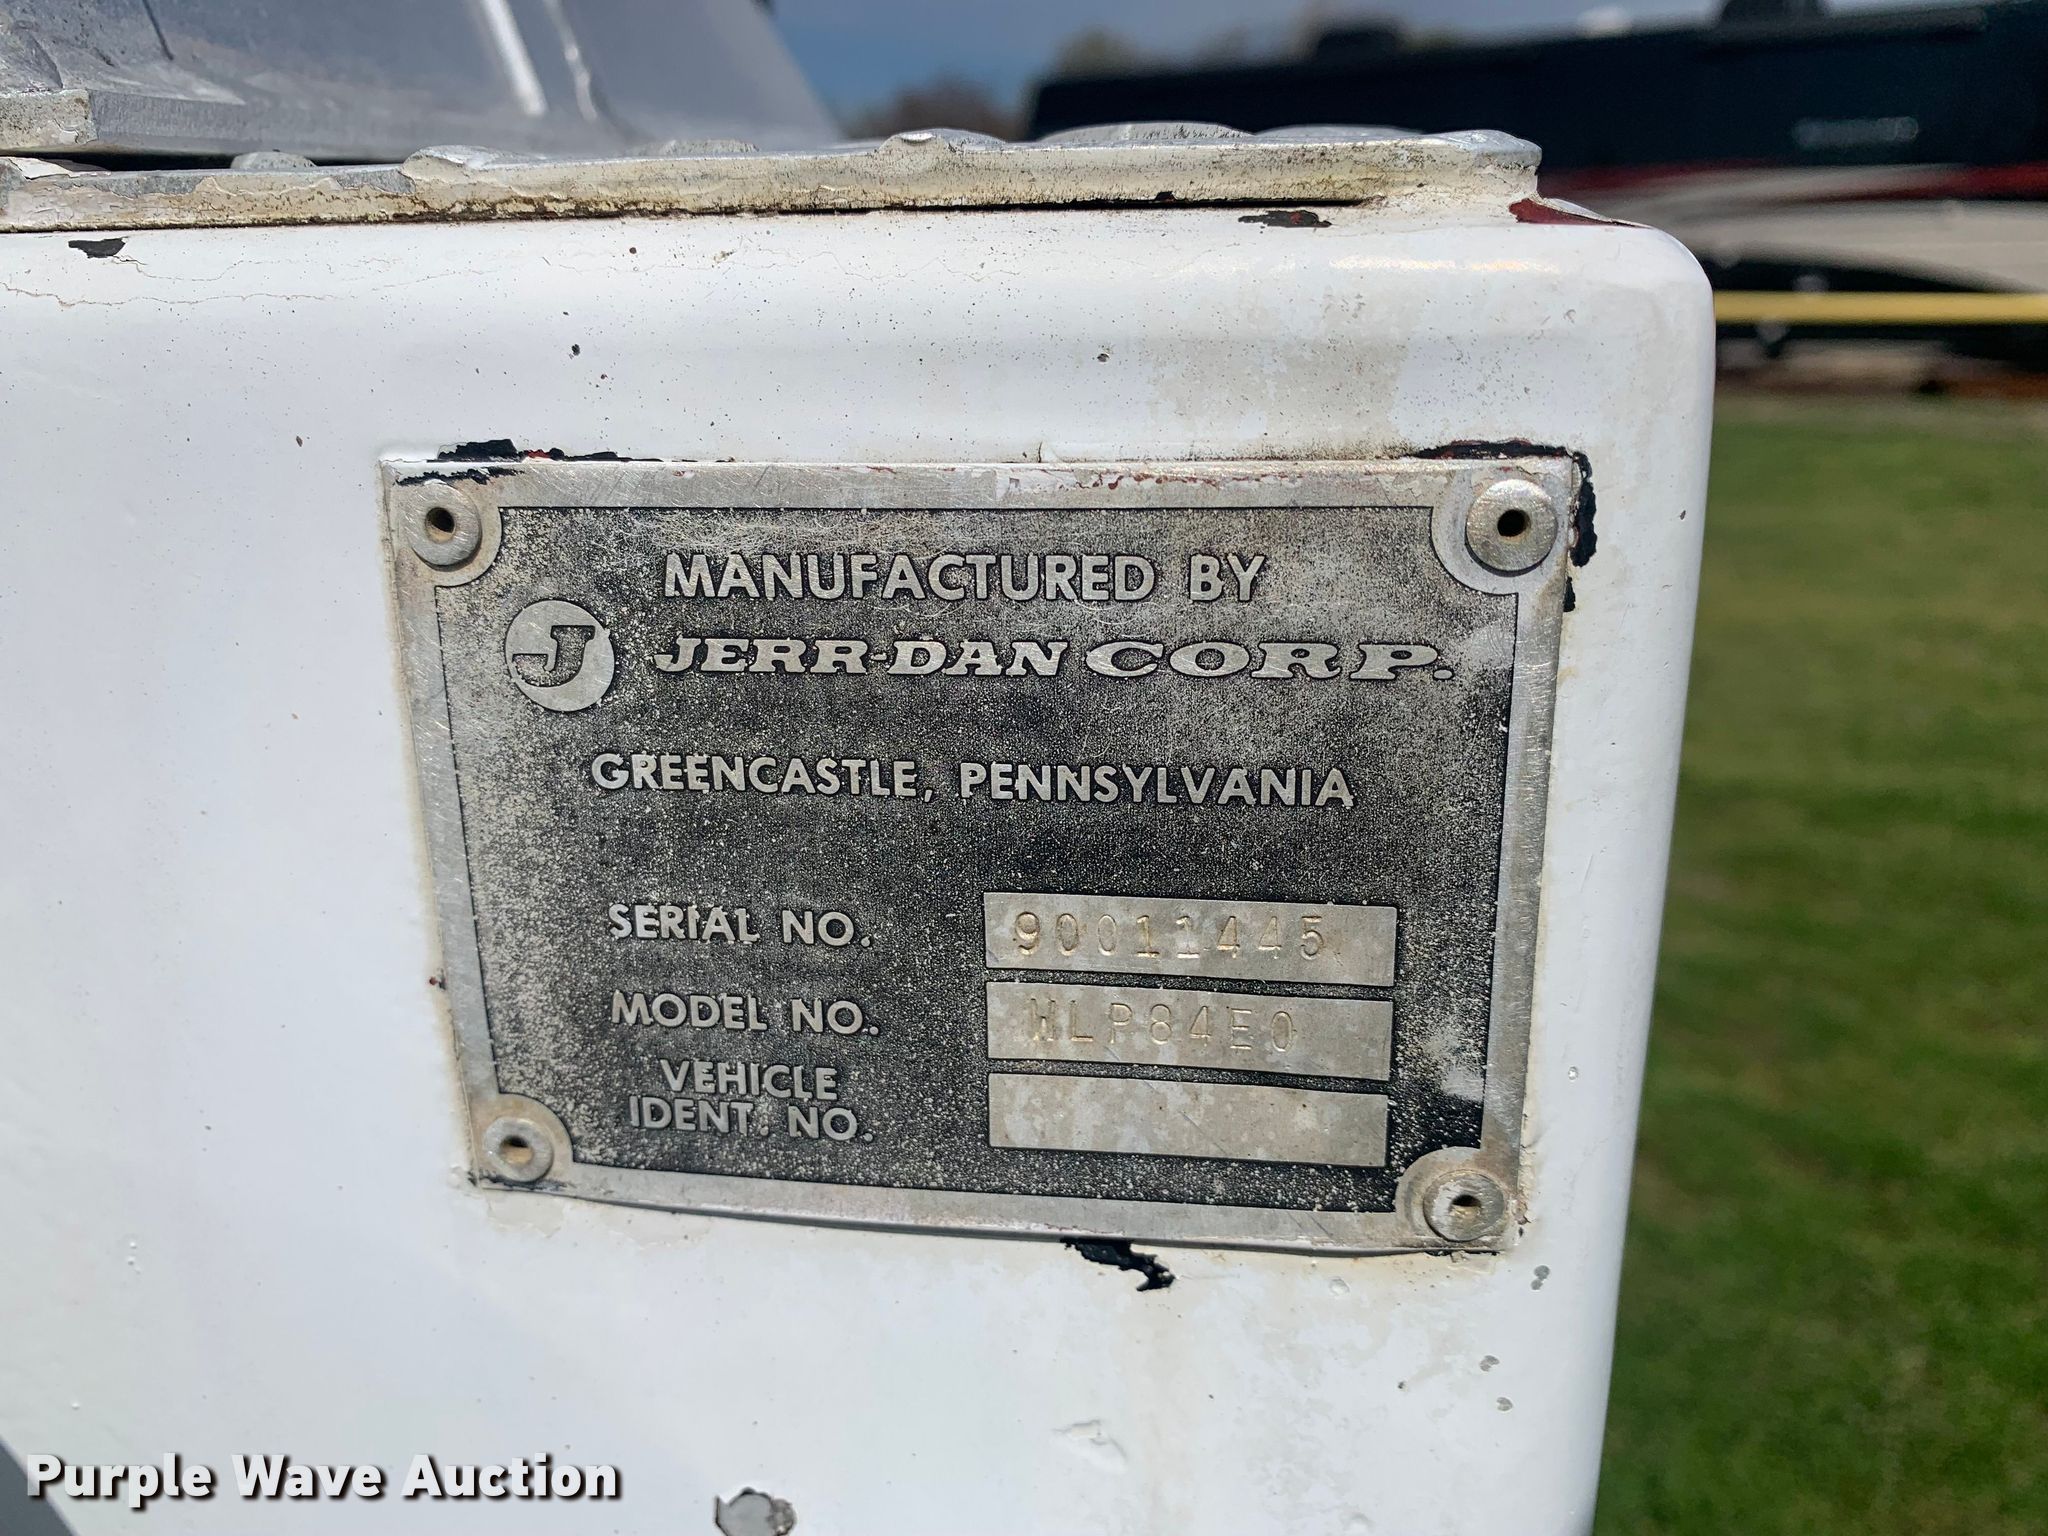 MANUFACTURED BY
J JERR-DAN CORP.
GREENCASTLE, PENNSYLVANIA
SERIAL NO. 90011445
MODEL NO. WLP84E0
VEHICLE
IDENT. NO.
Purple Wave Auction